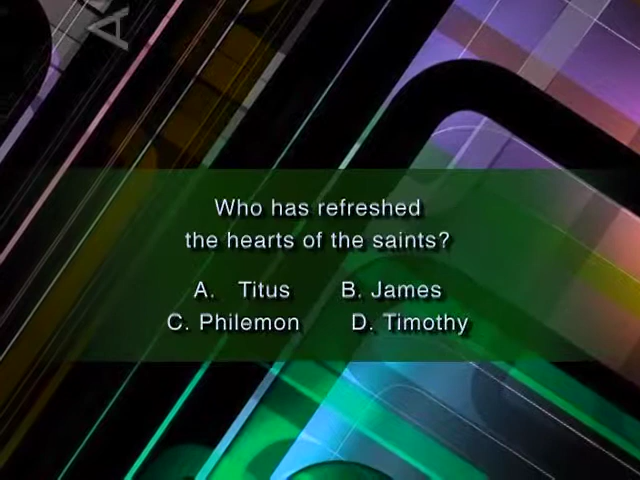 Who has refreshed
the hearts of the saints?
A. Titus B. James
C. Philemon D. Timothy